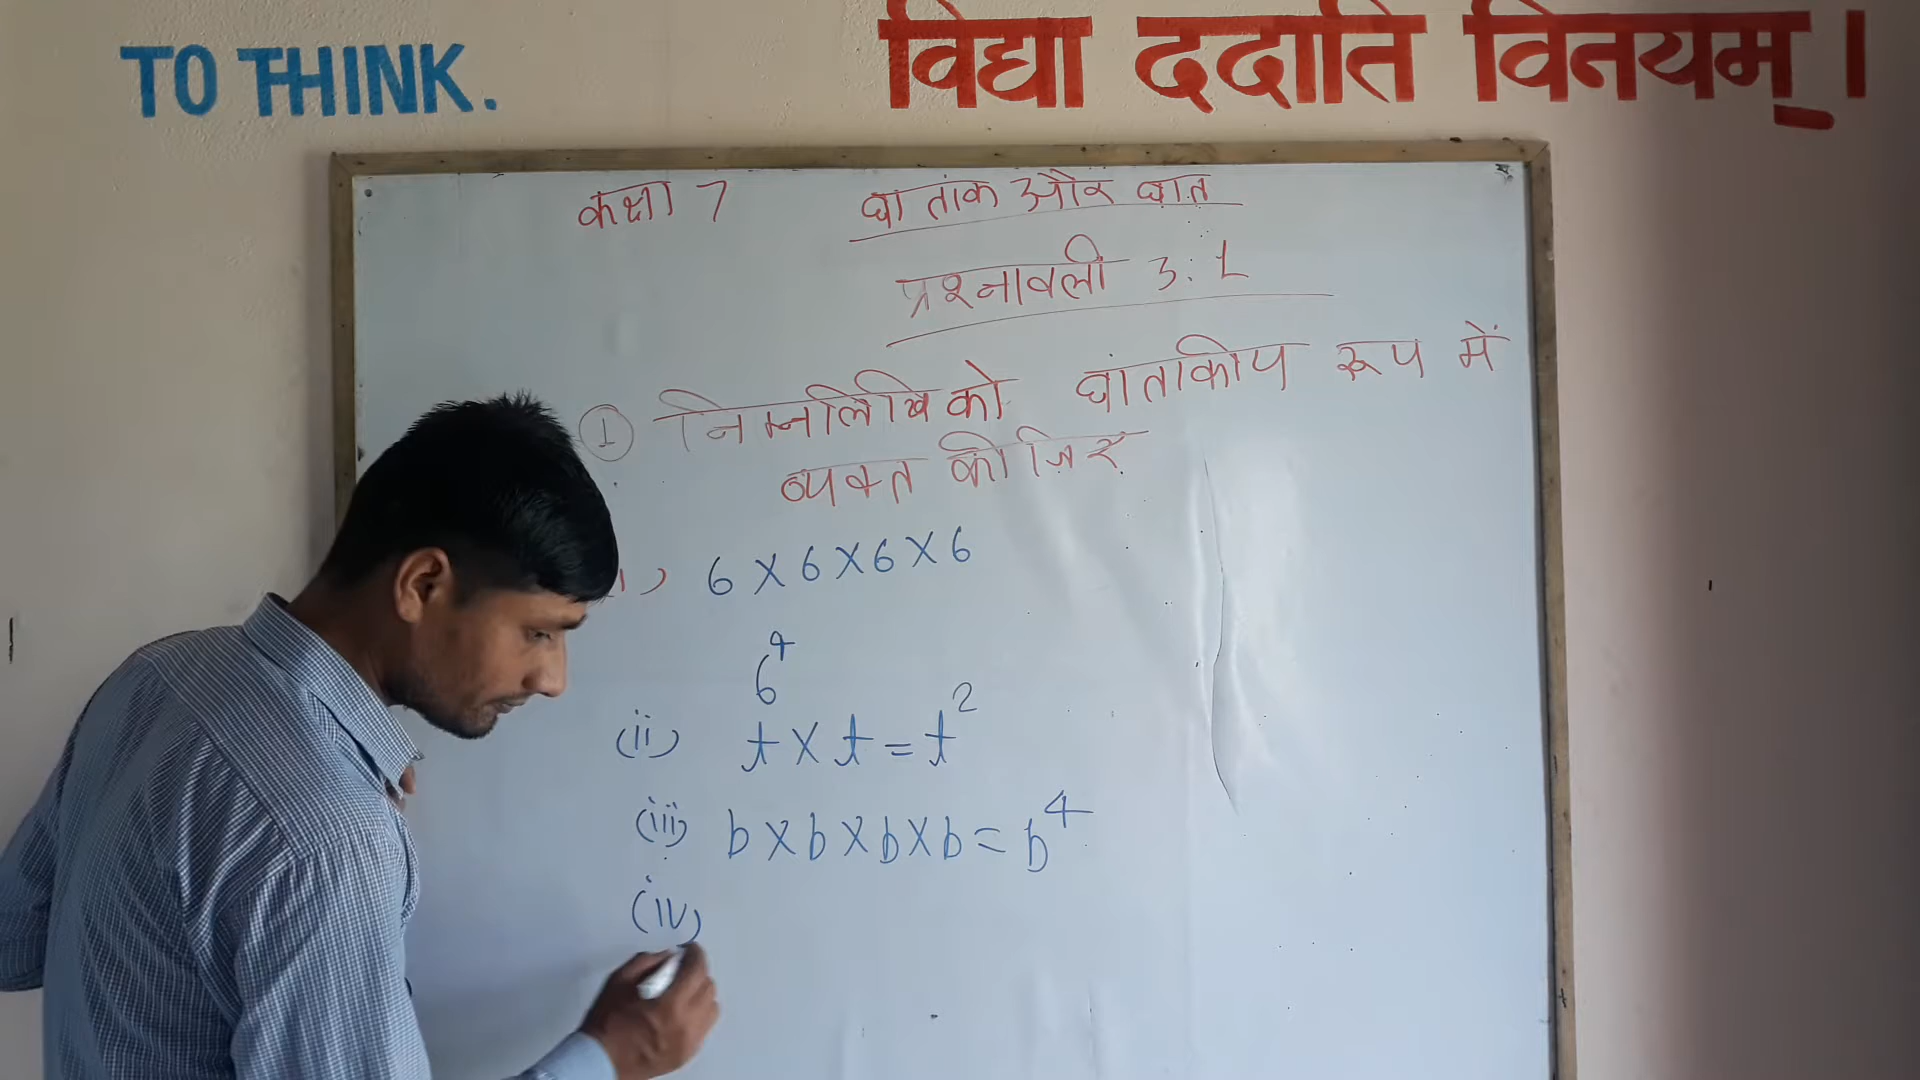 TO THINK.
विद्या ददाति विनयम्।
कक्षा 7 घातांक और घात
प्रश्नावली 3:1
① निम्नलिखि को घांताकीय रूप में
व्यक्त कीजिए
6 × 6 × 6 × 6
6⁴
(ii) t × t = t²
(iii) b × b × b × b = b⁴
(iv)